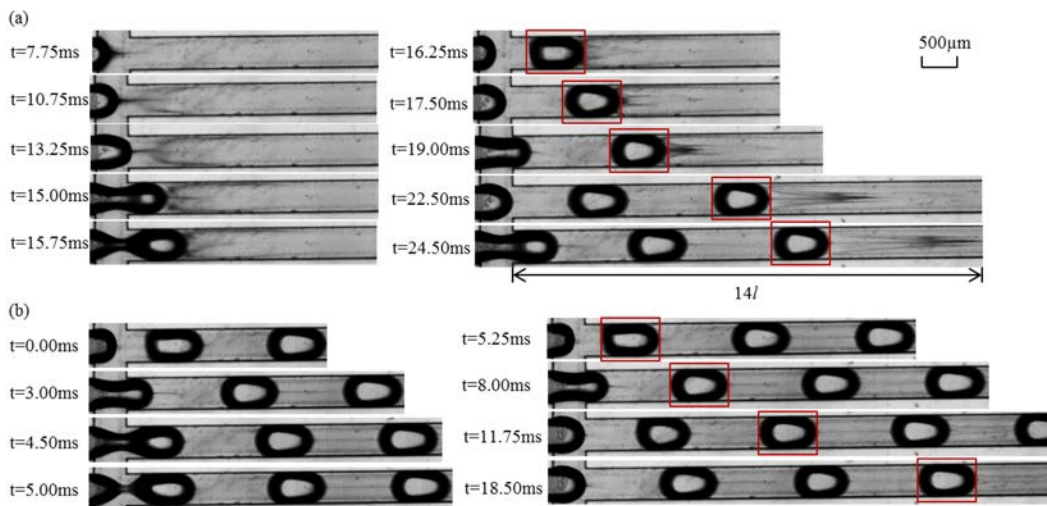 (a)
t=7.75ms
t=10.75ms
t=13.25ms
t=15.00ms
t=15.75ms
t=16.25ms
t=17.50ms
t=19.00ms
t=22.50ms
t=24.50ms
500μm
14l
(b)
t=0.00ms
t=3.00ms
t=4.50ms
t=5.00ms
t=5.25ms
t=8.00ms
t=11.75ms
t=18.50ms